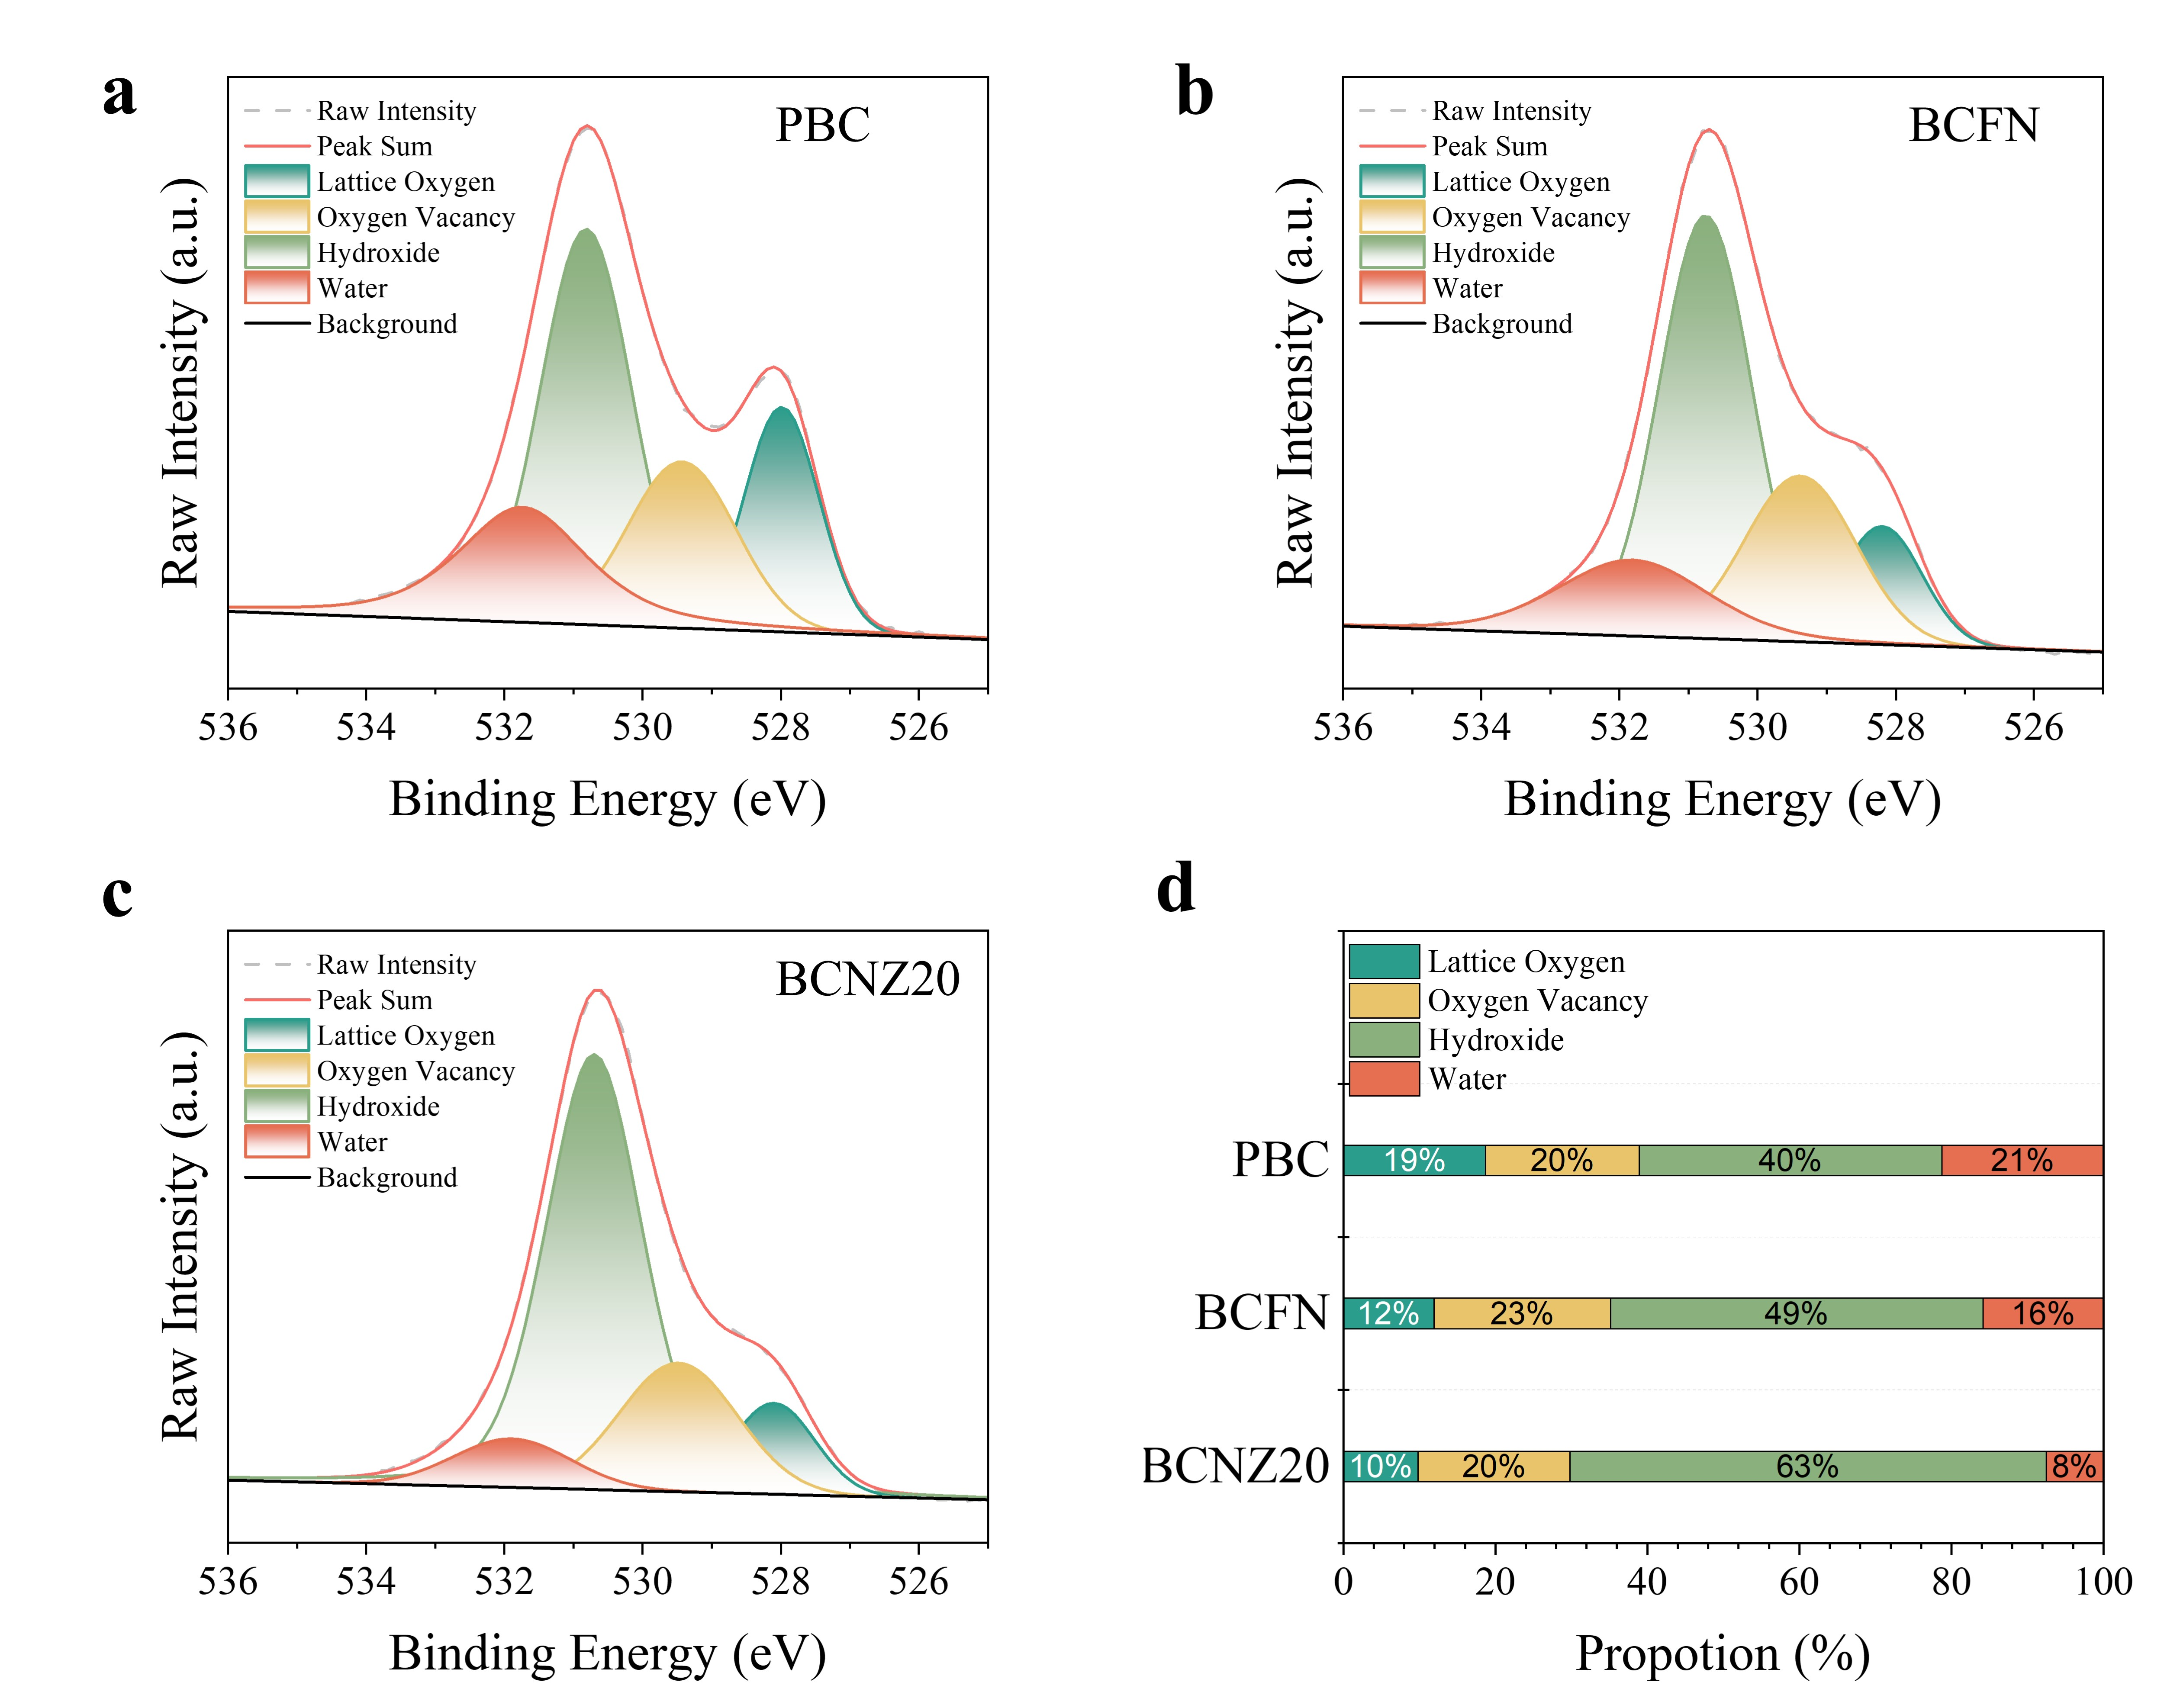 a
PBC
Raw Intensity
Peak Sum
Lattice Oxygen
Oxygen Vacancy
Hydroxide
Water
Background
Raw Intensity (a.u.)
536 534 532 530 528 526
Binding Energy (eV)
b
BCFN
Raw Intensity
Peak Sum
Lattice Oxygen
Oxygen Vacancy
Hydroxide
Water
Background
Raw Intensity (a.u.)
536 534 532 530 528 526
Binding Energy (eV)
c
BCNZ20
Raw Intensity
Peak Sum
Lattice Oxygen
Oxygen Vacancy
Hydroxide
Water
Background
Raw Intensity (a.u.)
536 534 532 530 528 526
Binding Energy (eV)
d
Lattice Oxygen
Oxygen Vacancy
Hydroxide
Water
PBC 19% 20% 40% 21%
BCFN 12% 23% 49% 16%
BCNZ20 10% 20% 63% 8%
0 20 40 60 80 100
Propotion (%)